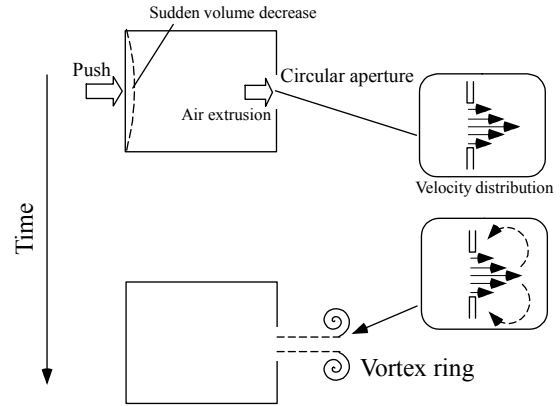 Sudden volume decrease
Push
Circular aperture
Air extrusion
Velocity distribution
Time
Vortex ring